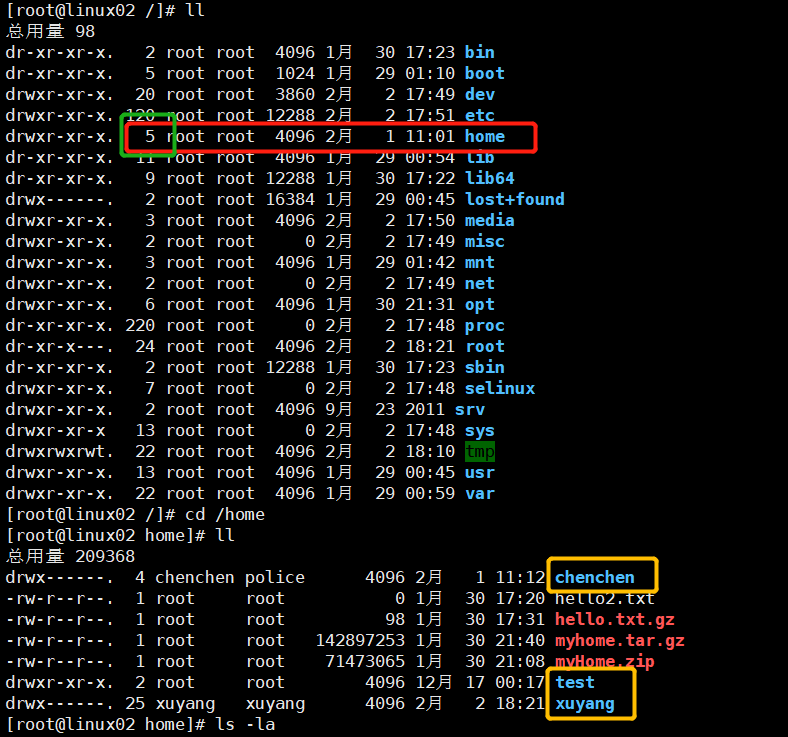 [root@linux02 /]# ll
总用量 98
dr-xr-xr-x. 2 root root 4096 1月 30 17:23 bin
dr-xr-xr-x. 5 root root 1024 1月 29 01:10 boot
drwxr-xr-x. 20 root root 3860 2月 2 17:49 dev
drwxr-xr-x. 120 root root 12288 2月 2 17:51 etc
drwxr-xr-x. 5 root root 4096 2月 1 11:01 home
dr-xr-xr-x. 11 root root 4096 1月 29 00:54 lib
dr-xr-xr-x. 9 root root 12288 1月 30 17:22 lib64
drwx------. 2 root root 16384 1月 29 00:45 lost+found
drwxr-xr-x. 3 root root 4096 2月 2 17:50 media
drwxr-xr-x. 2 root root 0 2月 2 17:49 misc
drwxr-xr-x. 3 root root 4096 1月 29 01:42 mnt
drwxr-xr-x. 2 root root 0 2月 2 17:49 net
drwxr-xr-x. 6 root root 4096 1月 30 21:31 opt
dr-xr-xr-x. 220 root root 0 2月 2 17:48 proc
dr-xr-x---. 24 root root 4096 2月 2 18:21 root
dr-xr-xr-x. 2 root root 12288 1月 30 17:23 sbin
drwxr-xr-x. 7 root root 0 2月 2 17:48 selinux
drwxr-xr-x. 2 root root 4096 9月 23 2011 srv
drwxr-xr-x 13 root root 0 2月 2 17:48 sys
drwxrwxrwt. 22 root root 4096 2月 2 18:10 tmp
drwxr-xr-x. 13 root root 4096 1月 29 00:45 usr
drwxr-xr-x. 22 root root 4096 1月 29 00:59 var
[root@linux02 /]# cd /home
[root@linux02 home]# ll
总用量 209368
drwx------. 4 chenchen police 4096 2月 1 11:12 chenchen
-rw-r--r--. 1 root root 0 1月 30 17:20 hello2.txt
-rw-r--r--. 1 root root 98 1月 30 17:31 hello.txt.gz
-rw-r--r--. 1 root root 142897253 1月 30 21:40 myhome.tar.gz
-rw-r--r--. 1 root root 71473065 1月 30 21:08 myHome.zip
drwxr-xr-x. 2 root root 4096 12月 17 00:17 test
drwx------. 25 xuyang xuyang 4096 2月 2 18:21 xuyang
[root@linux02 home]# ls -la